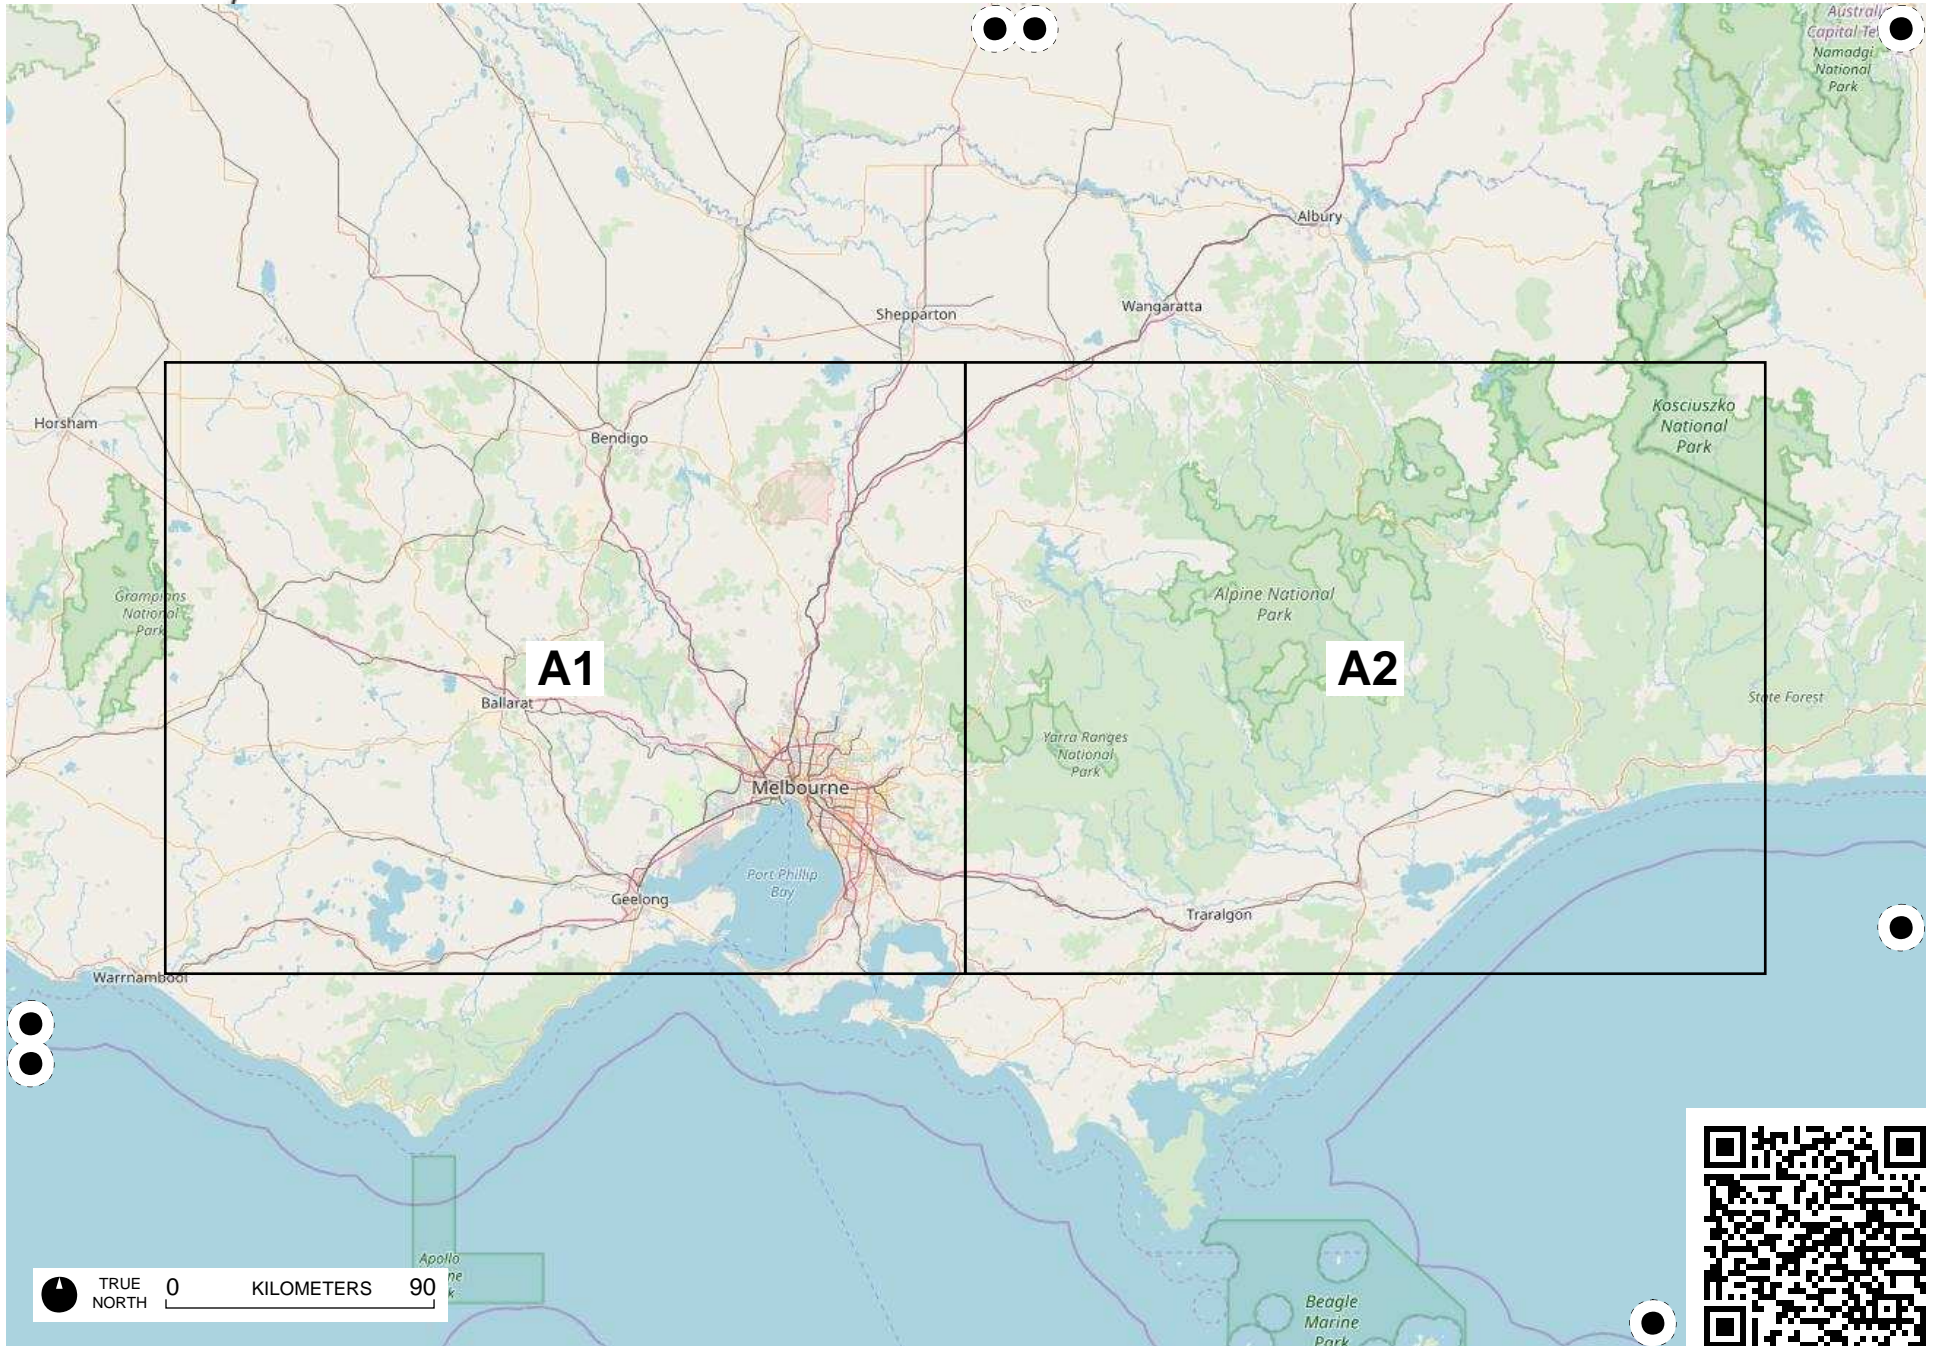 Australi
Capital Te
Namadgi
National
Park
Albury
Wangaratta
Shepparton
Horsham
Bendigo
Kosciuszko
National
Park
Grampians
National
Park
Alpine National
Park
A1
A2
Ballarat
State Forest
Yarra Ranges
National
Park
Melbourne
Port Phillip
Bay
Geelong
Traralgon
Warrnambool
Apollo
ne
k
TRUE
NORTH
0 KILOMETERS 90
Beagle
Marine
Park